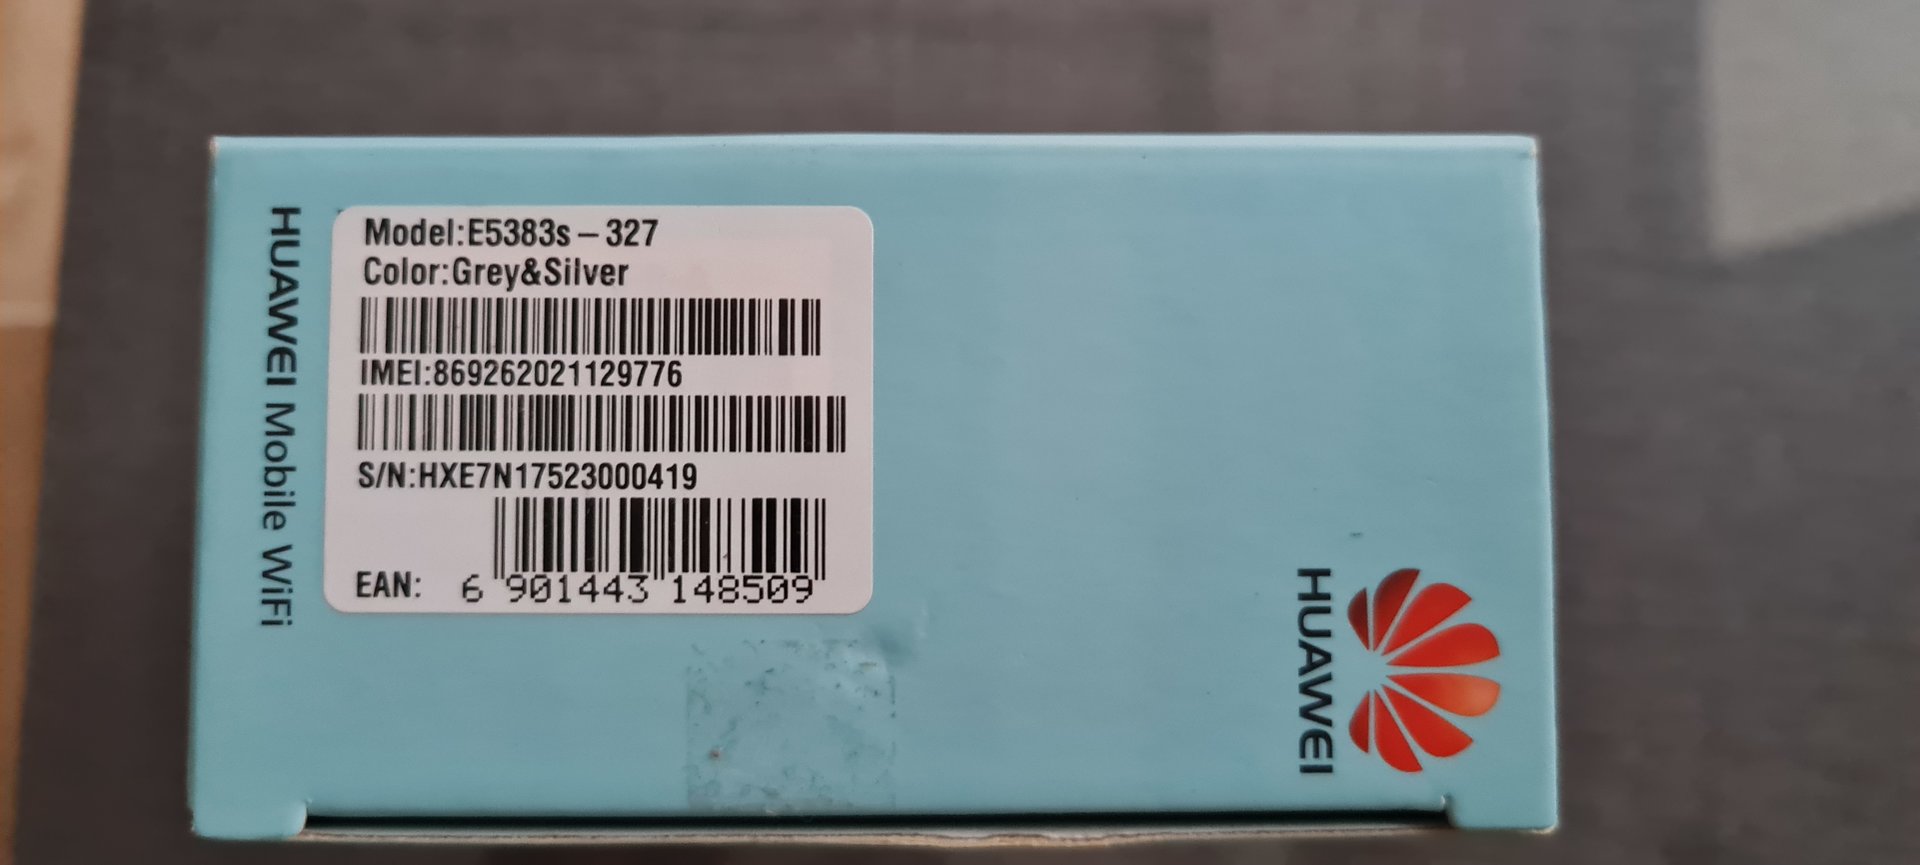 HUAWEI Mobile WiFi
Model:E5383s – 327
Color:Grey&Silver
IMEI:869262021129776
S/N:HXE7N17523000419
EAN: 6 901443 148509
HUAWEI